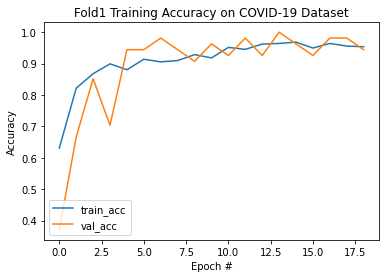 Fold1 Training Accuracy on COVID-19 Dataset
1.0
0.9
0.8
0.7
0.6
0.5
0.4
Accuracy
train_acc
val_acc
0.0 2.5 5.0 7.5 10.0 12.5 15.0 17.5
Epoch #